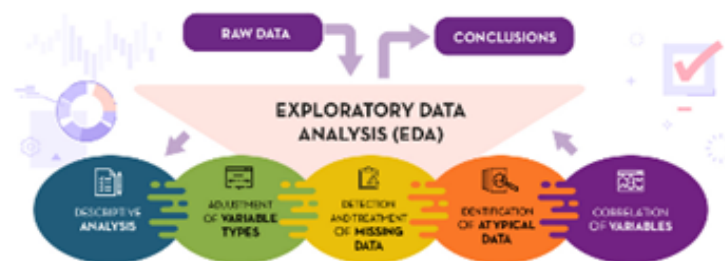 RAW DATA
CONCLUSIONS
EXPLORATORY DATA
ANALYSIS (EDA)
DESCRIPTIVE
ANALYSIS
ADJUSTMENT
OF VARIABLE
TYPES
DETECTION
AND TREATMENT
OF MISSING
DATA
IDENTIFICATION
OF ATYPICAL
DATA
CORRELATION
OF VARIABLES